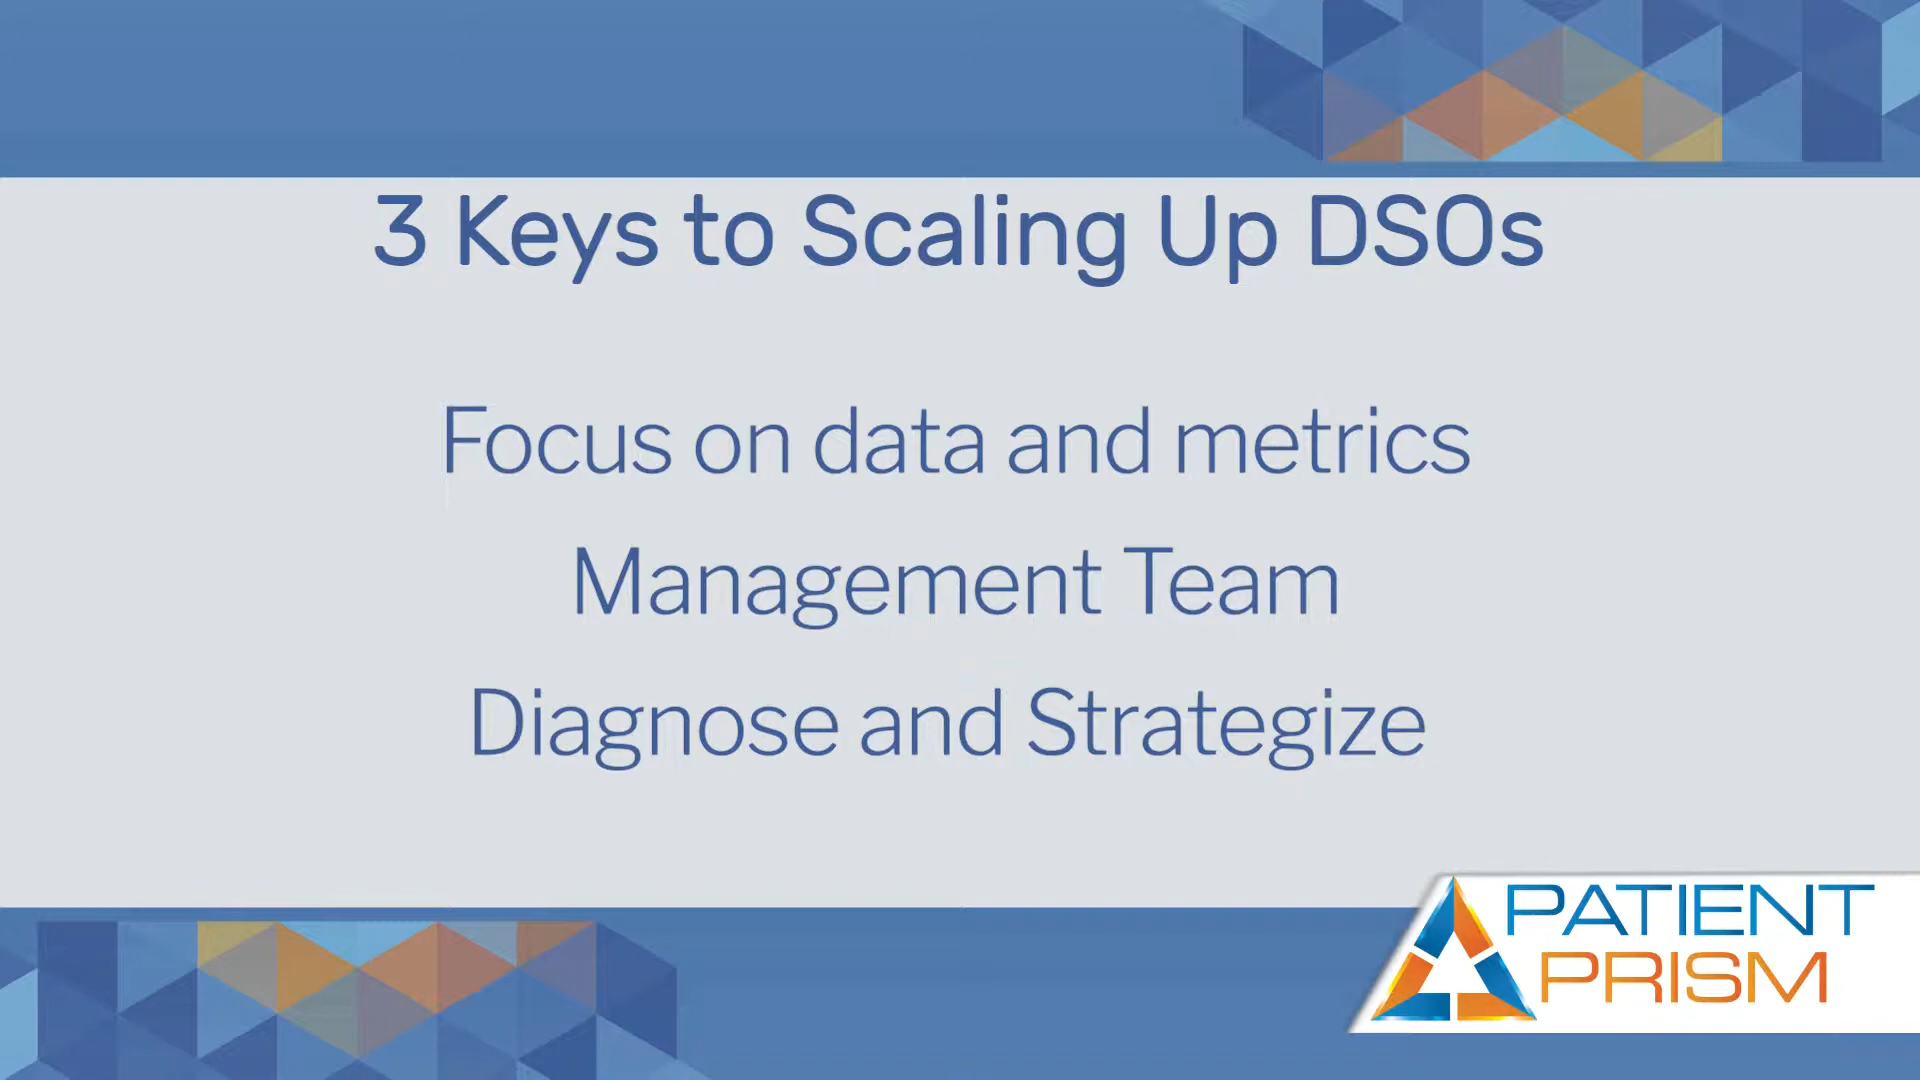 3 Keys to Scaling Up DSOs
Focus on data and metrics
Management Team
Diagnose and Strategize
PATIENT
PRISM